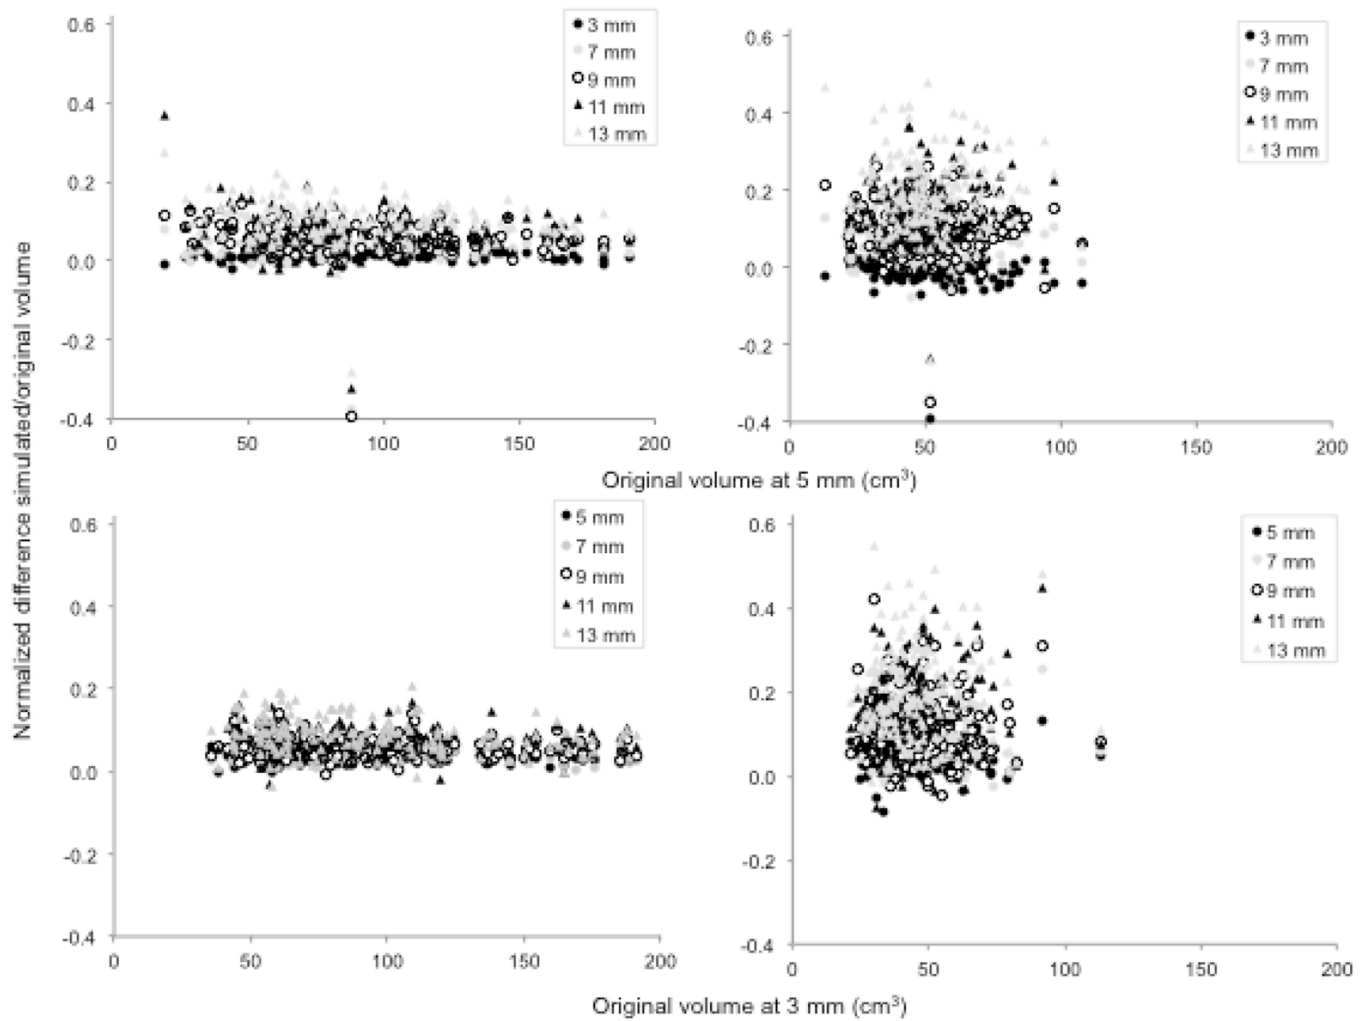 Normalized difference simulated/original volume
0.6
0.4
0.2
0.0
-0.2
-0.4
0
50
100
150
200
3 mm
7 mm
9 mm
11 mm
13 mm
0.6
0.4
0.2
0.0
-0.2
-0.4
0
50
100
150
200
3 mm
7 mm
9 mm
11 mm
13 mm
Original volume at 5 mm (cm³)
0.6
0.4
0.2
0.0
-0.2
-0.4
0
50
100
150
200
5 mm
7 mm
9 mm
11 mm
13 mm
0.6
0.4
0.2
0.0
-0.2
-0.4
0
50
100
150
200
5 mm
7 mm
9 mm
11 mm
13 mm
Original volume at 3 mm (cm³)